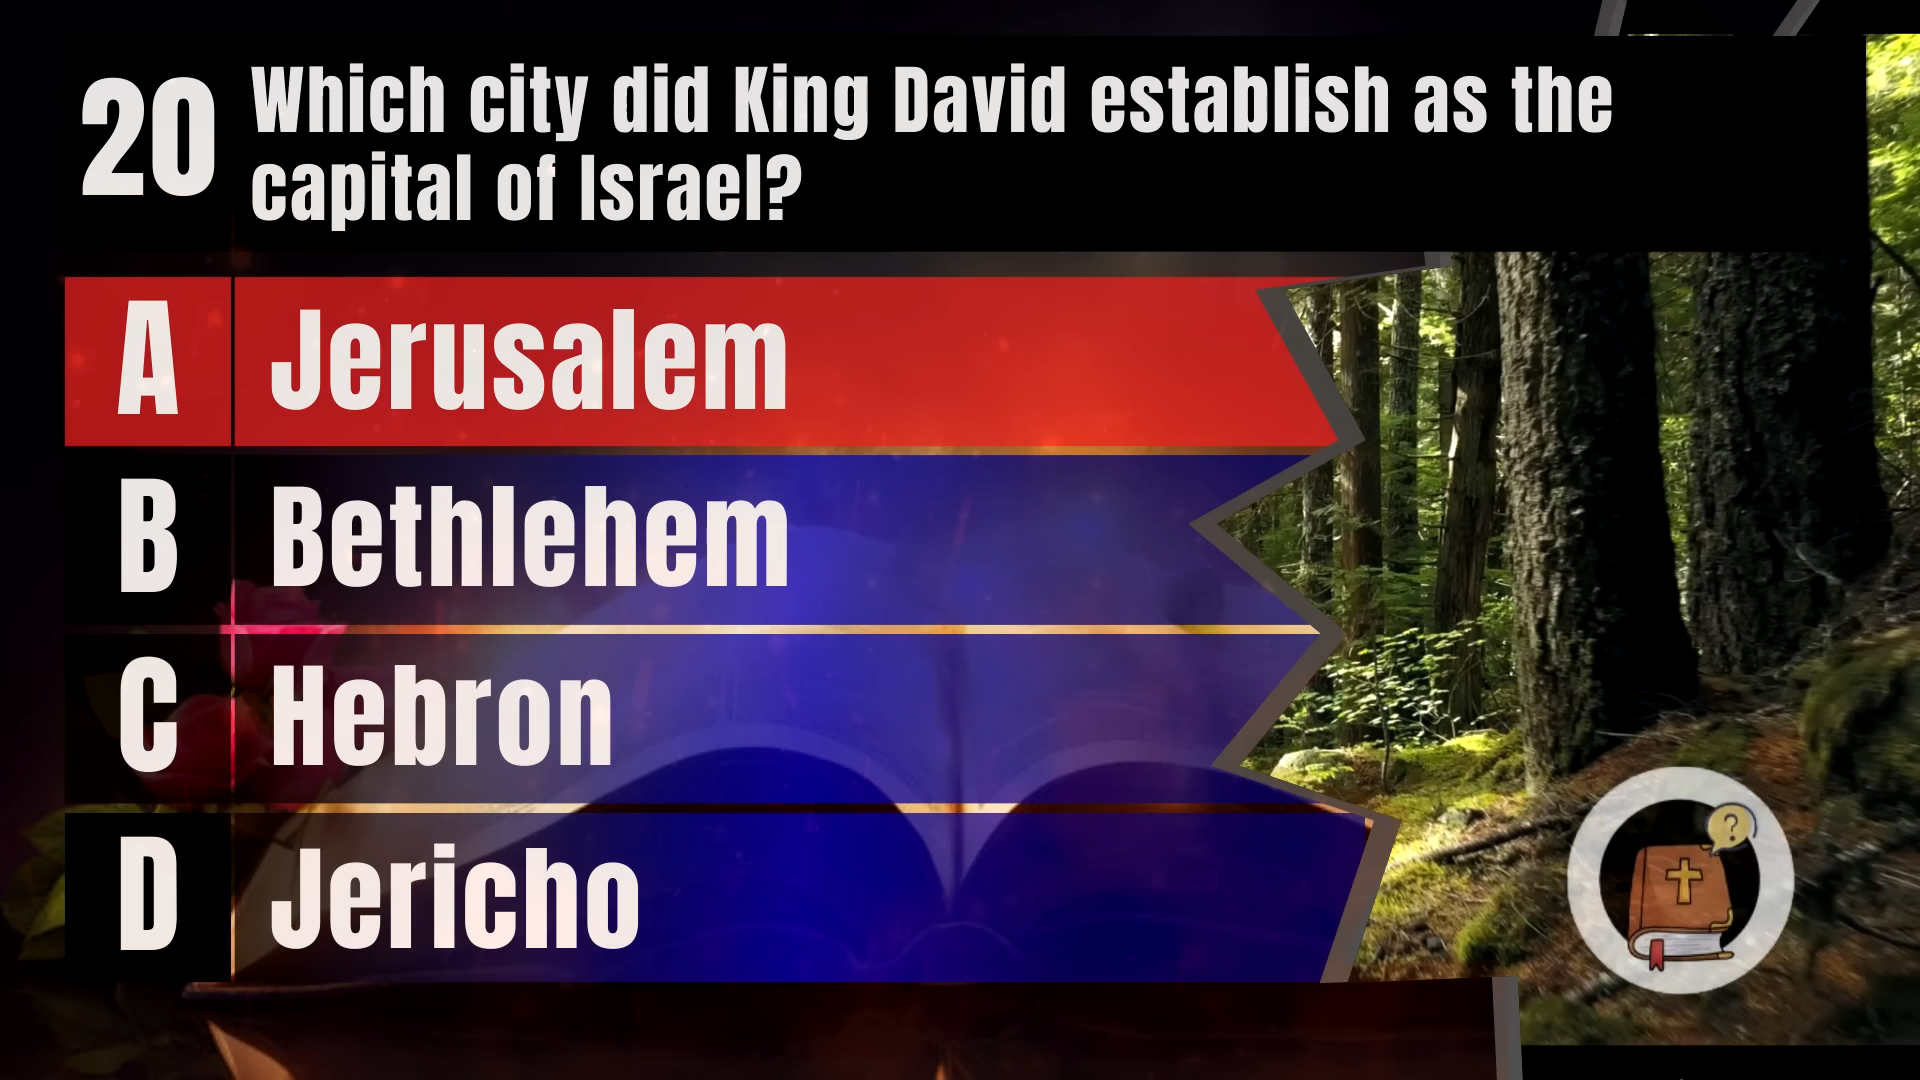 20
Which city did King David establish as the
capital of Israel?
A Jerusalem
B Bethlehem
C Hebron
D Jericho
?